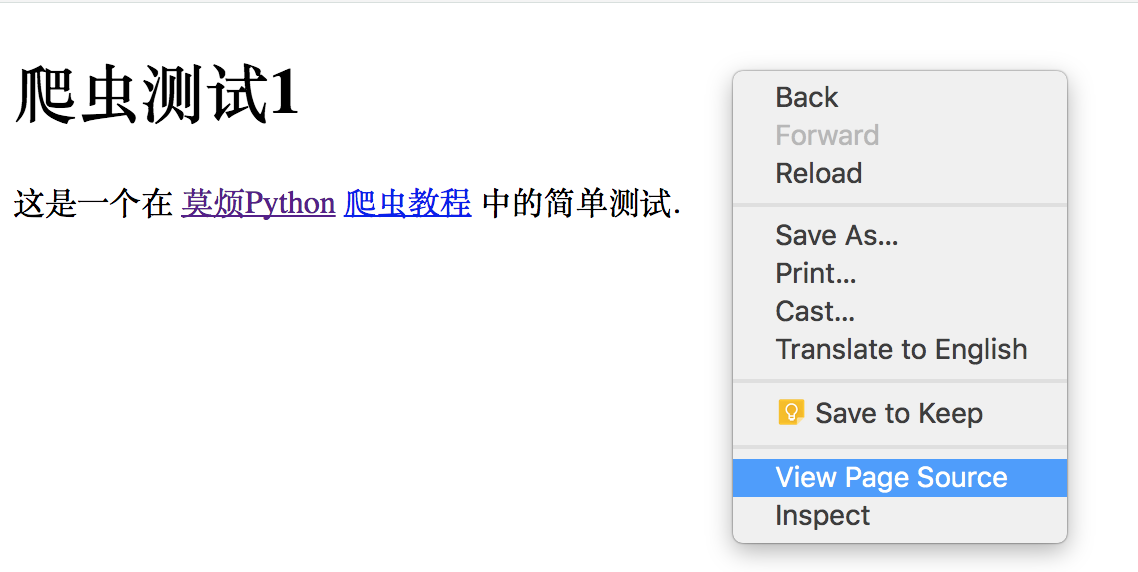 爬虫测试1
这是一个在 莫烦Python 爬虫教程 中的简单测试.
Back
Forward
Reload
Save As...
Print...
Cast...
Translate to English
Save to Keep
View Page Source
Inspect